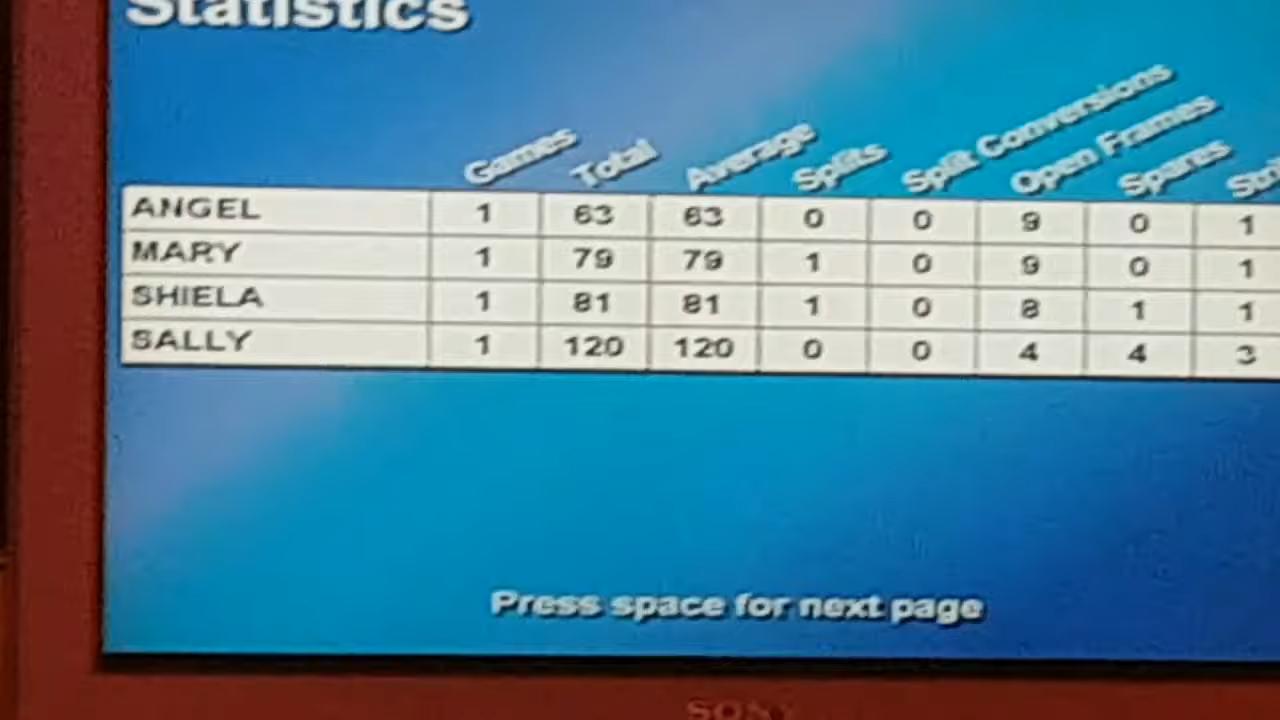 Statistics
Games Total Average Splits Split Conversions Open Frames Spares
ANGEL 1 63 63 0 0 9 0 1
MARY 1 79 79 1 0 9 0 1
SHIELA 1 81 81 1 0 8 1 1
SALLY 1 120 120 0 0 4 4 3
Press space for next page
SONY